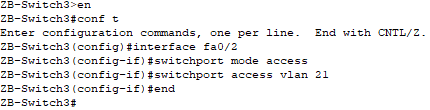 ZB-Switch3>en
ZB-Switch3#conf t
Enter configuration commands, one per line.  End with CNTL/Z.
ZB-Switch3(config)#interface fa0/2
ZB-Switch3(config-if)#switchport mode access
ZB-Switch3(config-if)#switchport access vlan 21
ZB-Switch3(config-if)#end
ZB-Switch3#